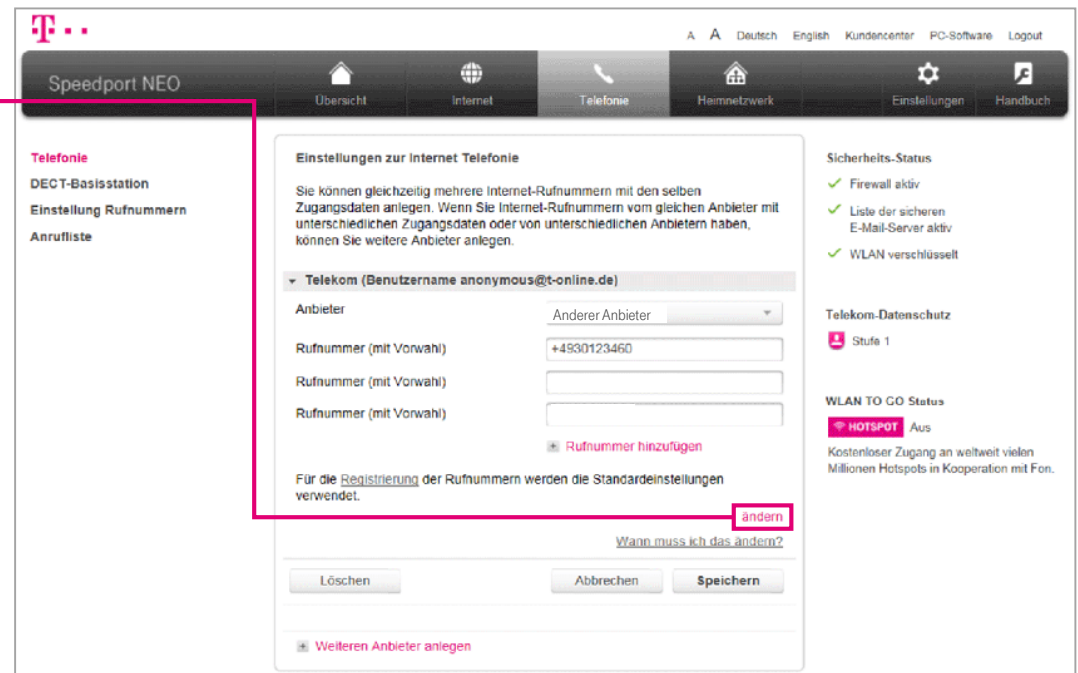 T
A A Deutsch English Kundencenter PC-Software Logout
Speedport NEO
Übersicht
Internet
Telefonie
Heimnetzwerk
Einstellungen
Handbuch
Telefonie
DECT-Basisstation
Einstellung Rufnummern
Anrufliste
Einstellungen zur Internet Telefonie
Sie können gleichzeitig mehrere Internet-Rufnummern mit den selben
Zugangsdaten anlegen. Wenn Sie Internet-Rufnummern vom gleichen Anbieter mit
unterschiedlichen Zugangsdaten oder von unterschiedlichen Anbietern haben,
können Sie weitere Anbieter anlegen.
Telekom (Benutzername anonymous@t-online.de)
Anbieter
Anderer Anbieter
Rufnummer (mit Vorwahl)
+4930123460
Rufnummer (mit Vorwahl)
Rufnummer (mit Vorwahl)
Rufnummer hinzufügen
Für die Registrierung der Rufnummern werden die Standardeinstellungen
verwendet.
ändern
Wann muss ich das ändern?
Löschen
Abbrechen
Speichern
Weiteren Anbieter anlegen
Sicherheits-Status
Firewall aktiv
Liste der sicheren
E-Mail-Server aktiv
WLAN verschlüsselt
Telekom-Datenschutz
Stufe 1
WLAN TO GO Status
HOTSPOT Aus
Kostenloser Zugang an weltweit vielen
Millionen Hotspots in Kooperation mit Fon.